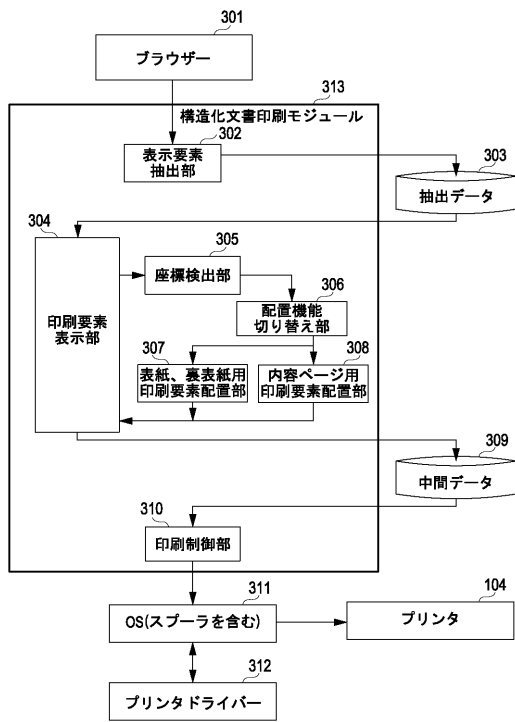 301
ブラウザー
313
構造化文書印刷モジュール
302
表示要素
抽出部
303
抽出データ
304
印刷要素
表示部
305
座標検出部
306
配置機能
切り替え部
307
表紙、裏表紙用
印刷要素配置部
308
内容ページ用
印刷要素配置部
309
中間データ
310
印刷制御部
311
OS(スプーラを含む)
104
プリンタ
312
プリンタドライバー